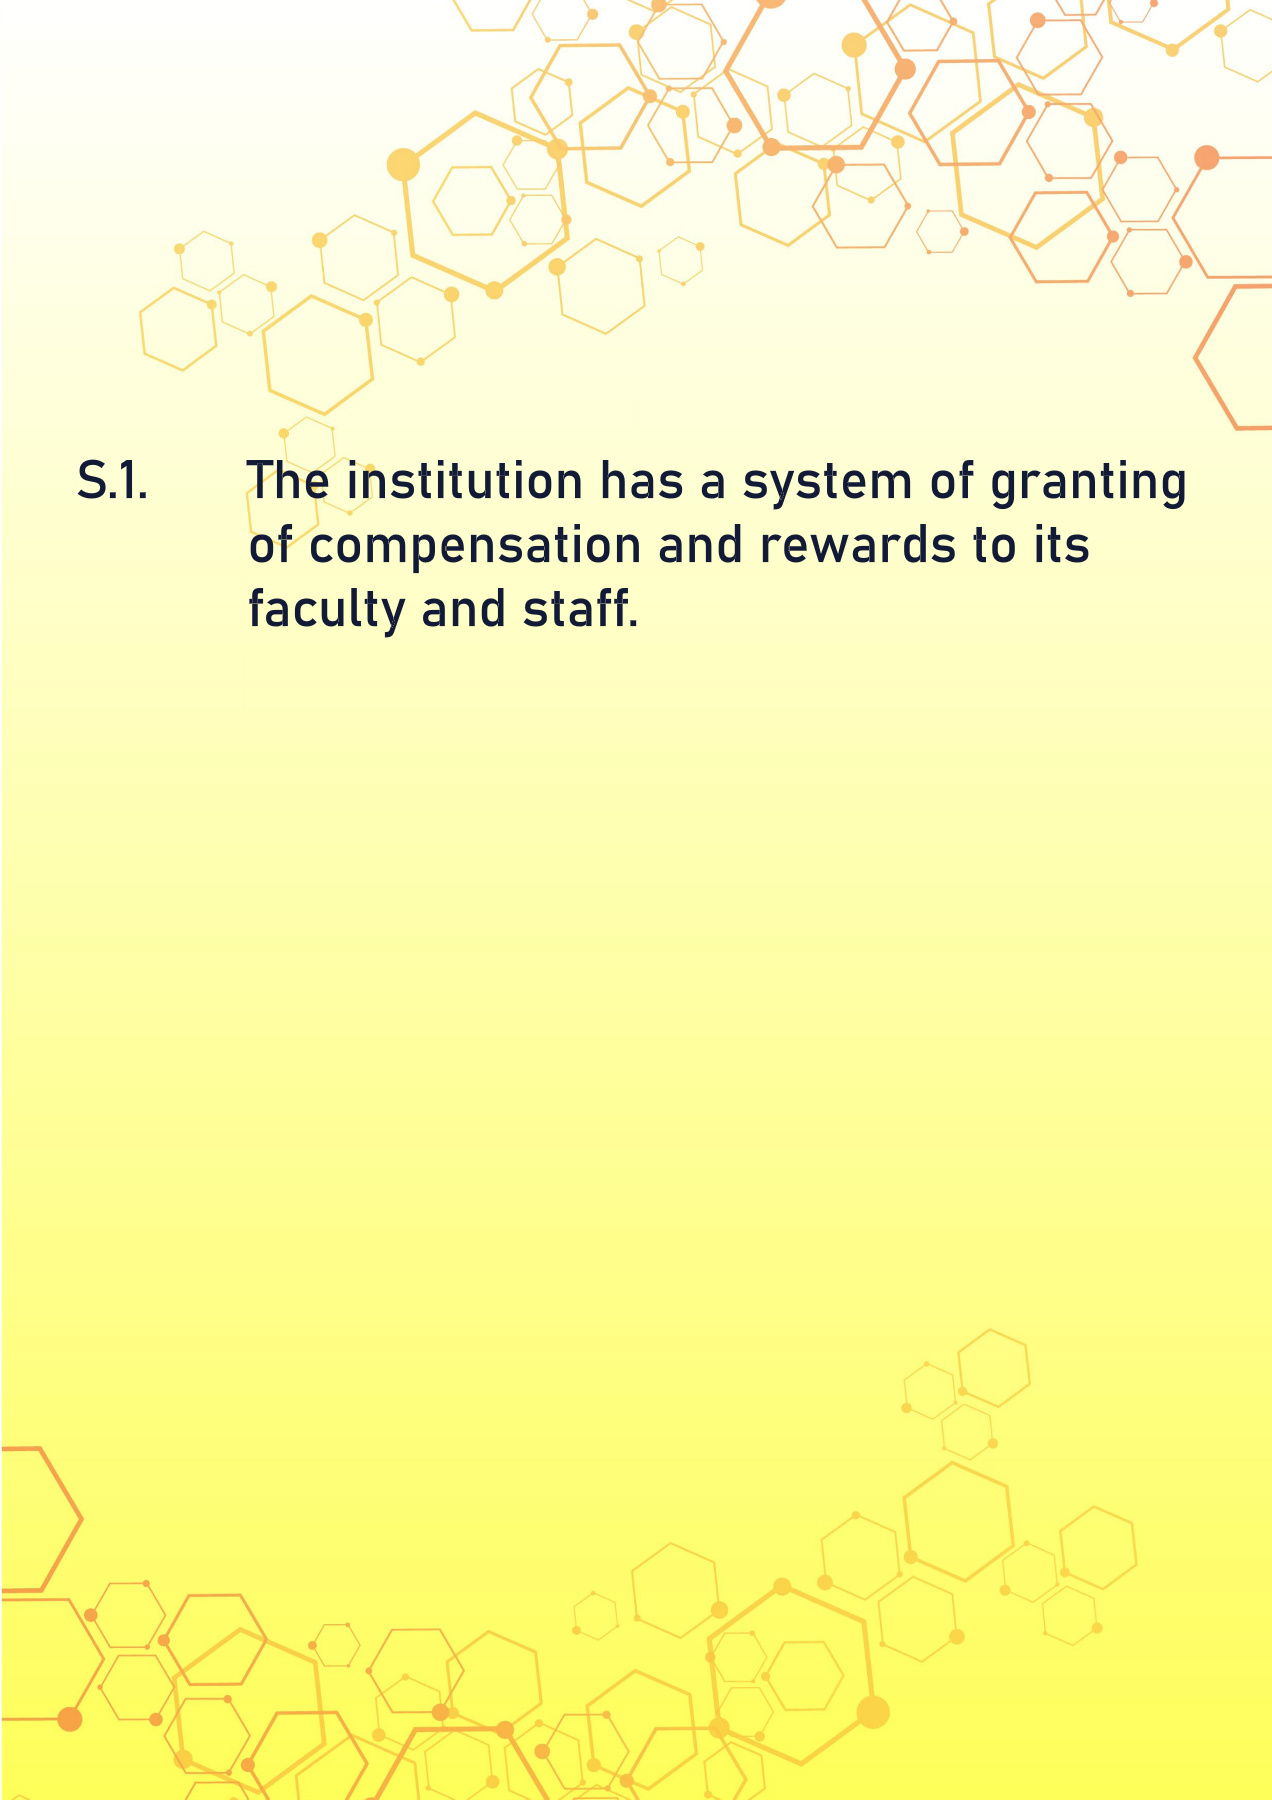 S.1. The institution has a system of granting
of compensation and rewards to its
faculty and staff.